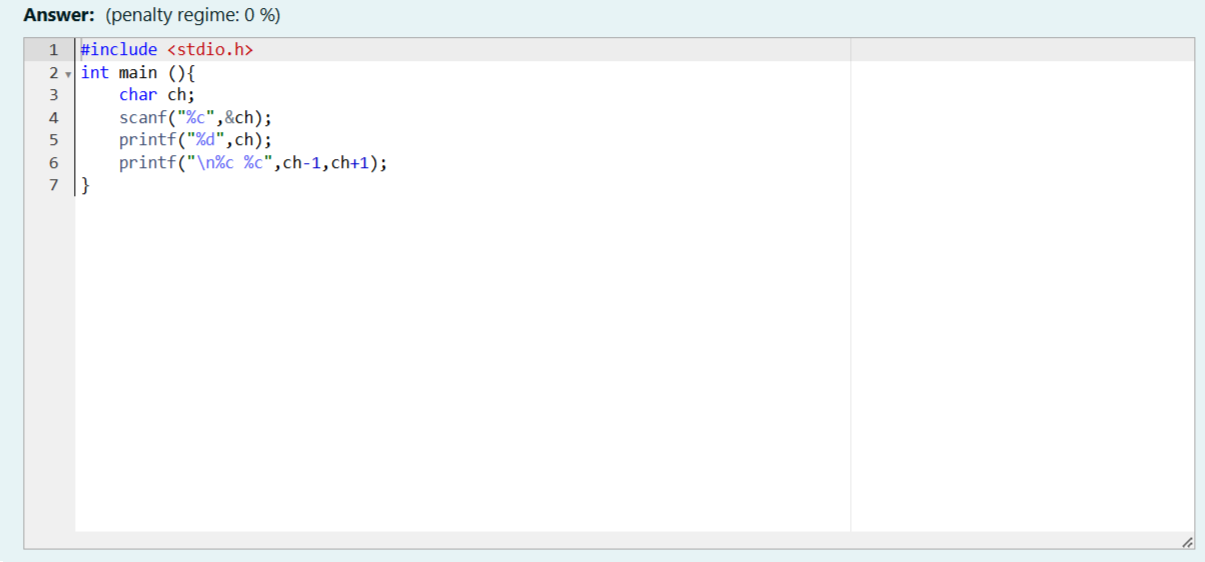 Answer: (penalty regime: 0 %)
1 #include <stdio.h>
2 int main (){
3     char ch;
4     scanf("%c",&ch);
5     printf("%d",ch);
6     printf("\n%c %c",ch-1,ch+1);
7 }